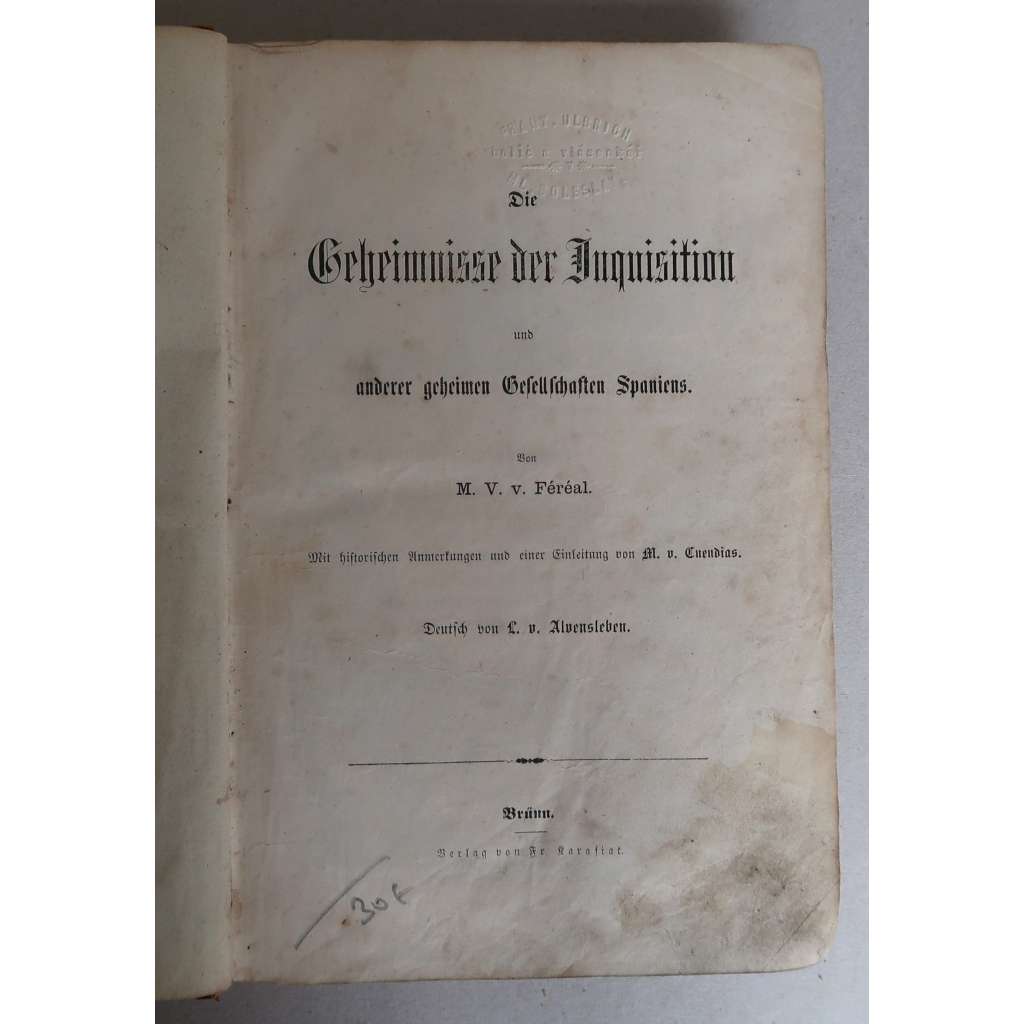 Die
Geheimnisse der Inquisition
und
anderer geheimen Gesellschaften Spaniens.
Von
M. V. v. Féréal.
Mit historischen Anmerkungen und einer Einleitung von M. v. Cuendias.
Deutsch von L. v. Alvensleben.
Brünn.
Verlag von Fr. Karafiat.
30